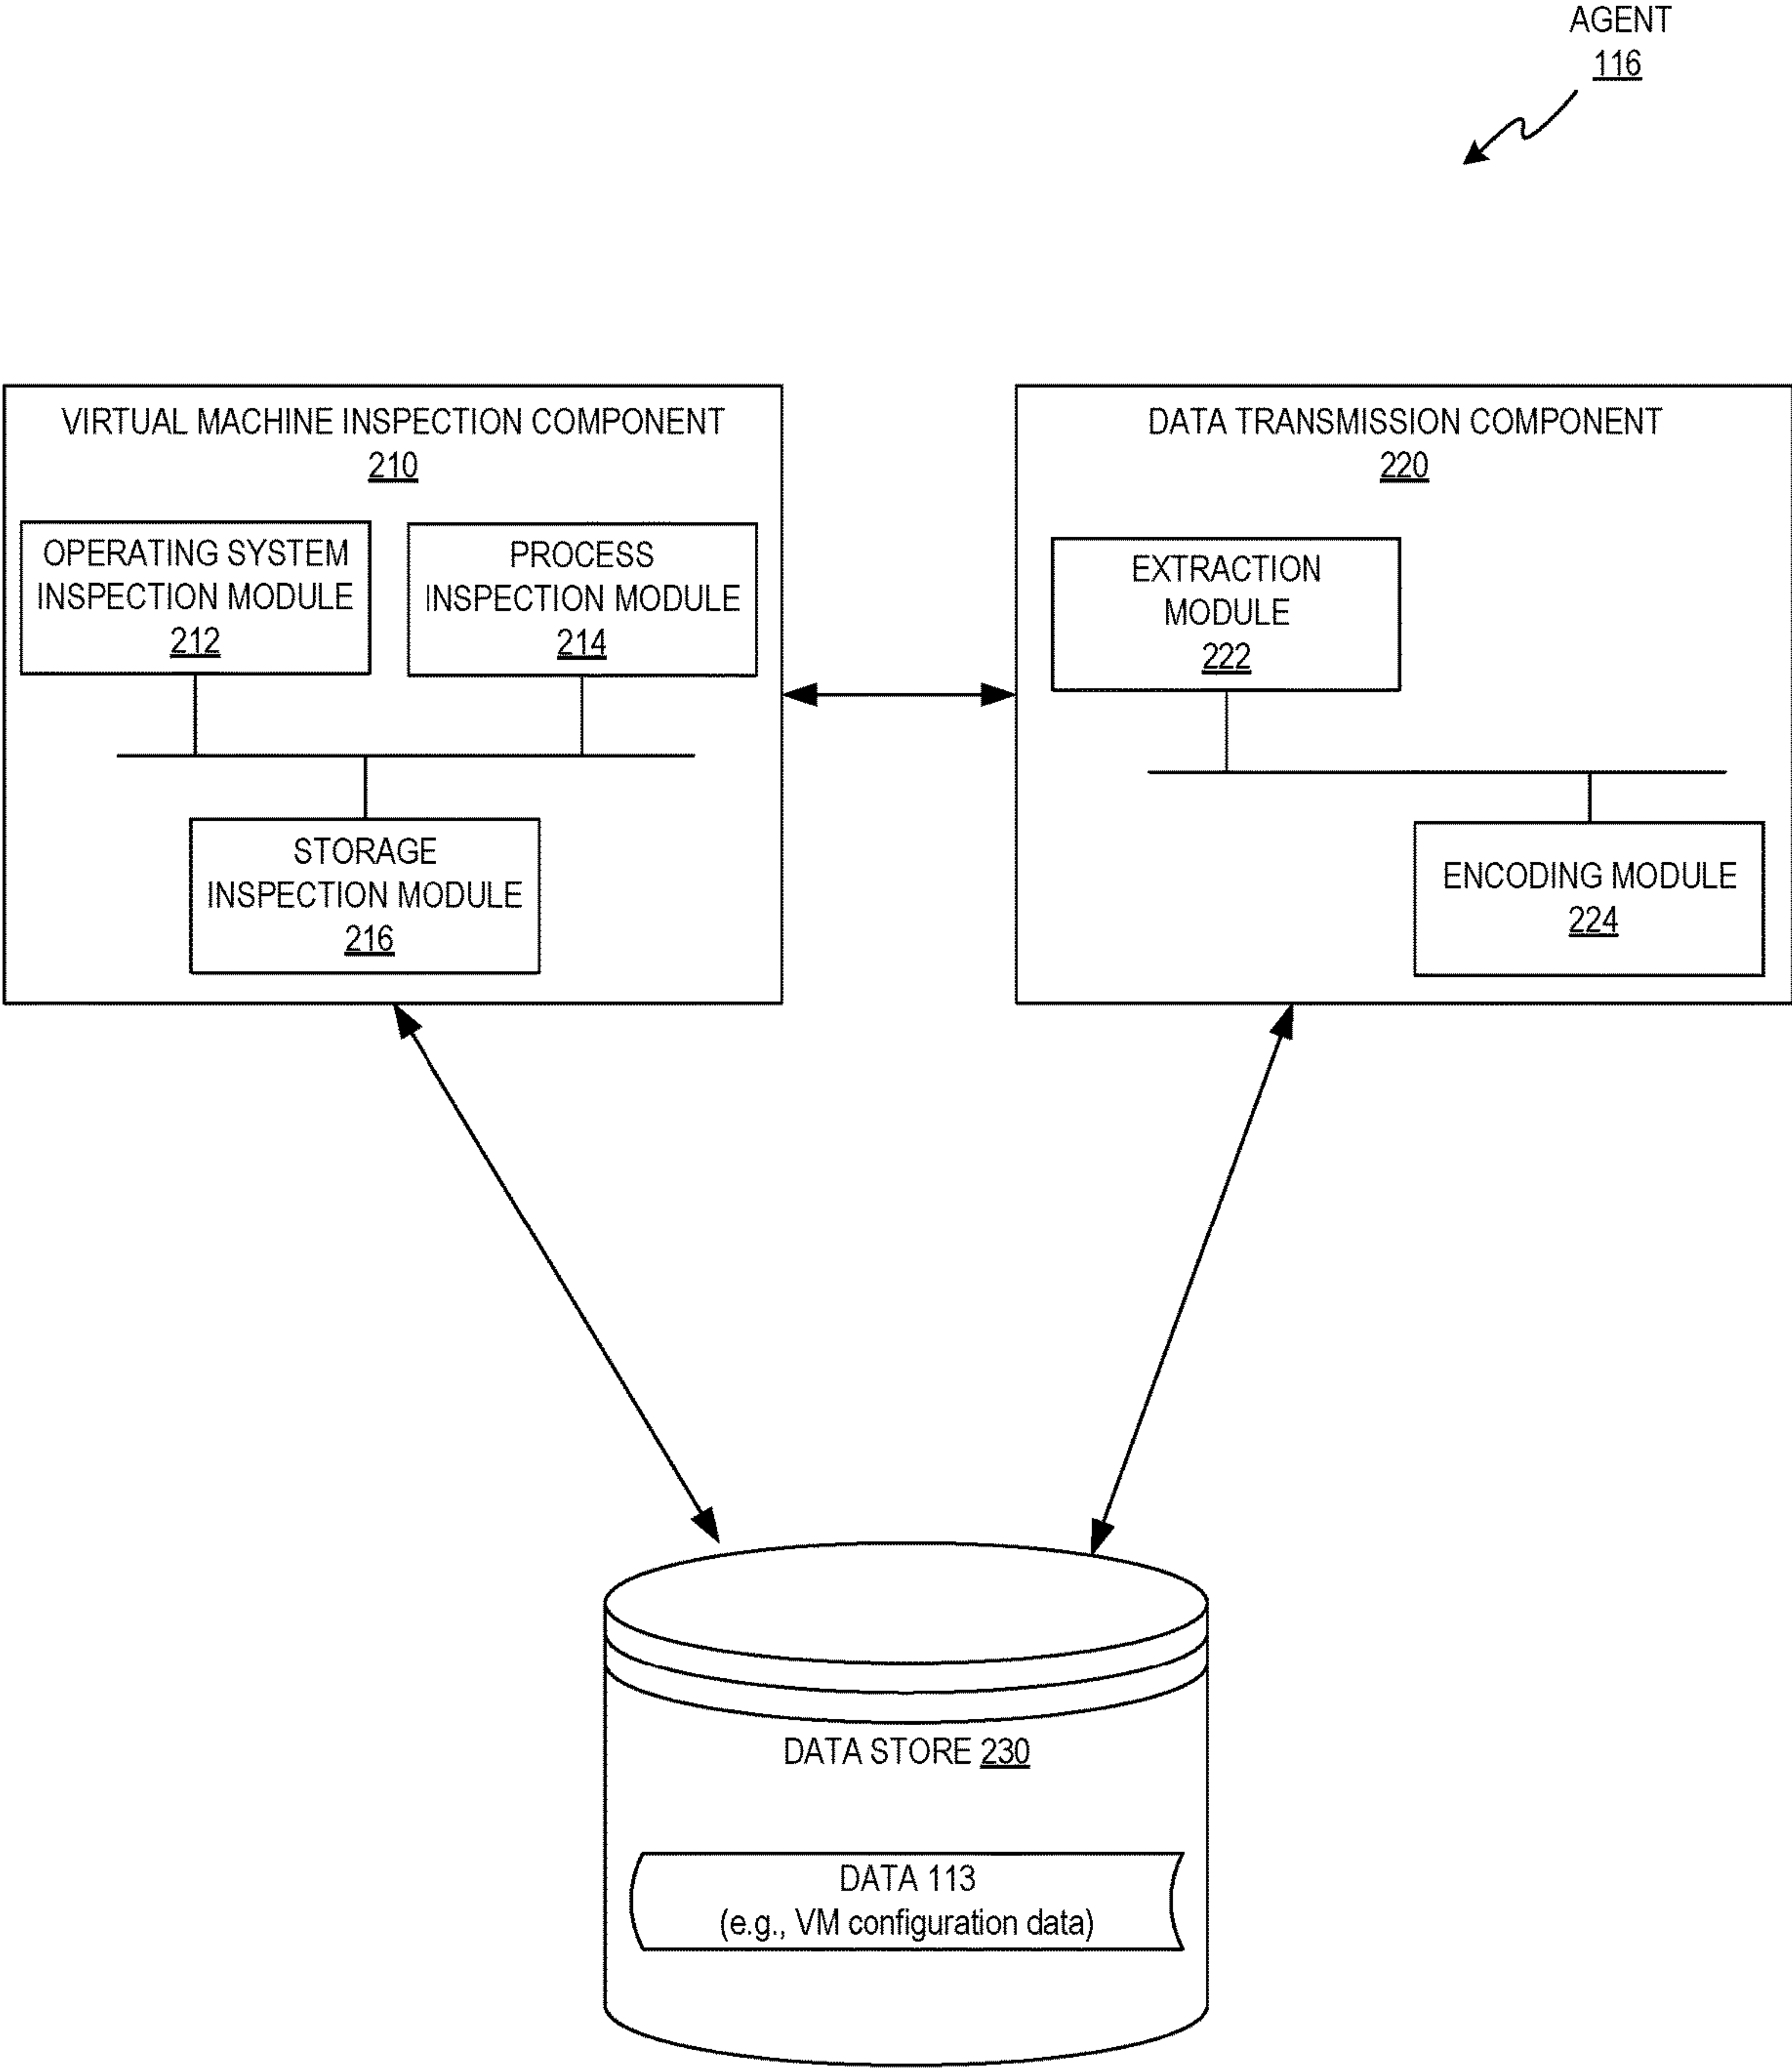 AGENT
116
VIRTUAL MACHINE INSPECTION COMPONENT
210
OPERATING SYSTEM
INSPECTION MODULE
212
PROCESS
INSPECTION MODULE
214
STORAGE
INSPECTION MODULE
216
DATA TRANSMISSION COMPONENT
220
EXTRACTION
MODULE
222
ENCODING MODULE
224
DATA STORE 230
DATA 113
(e.g., VM configuration data)